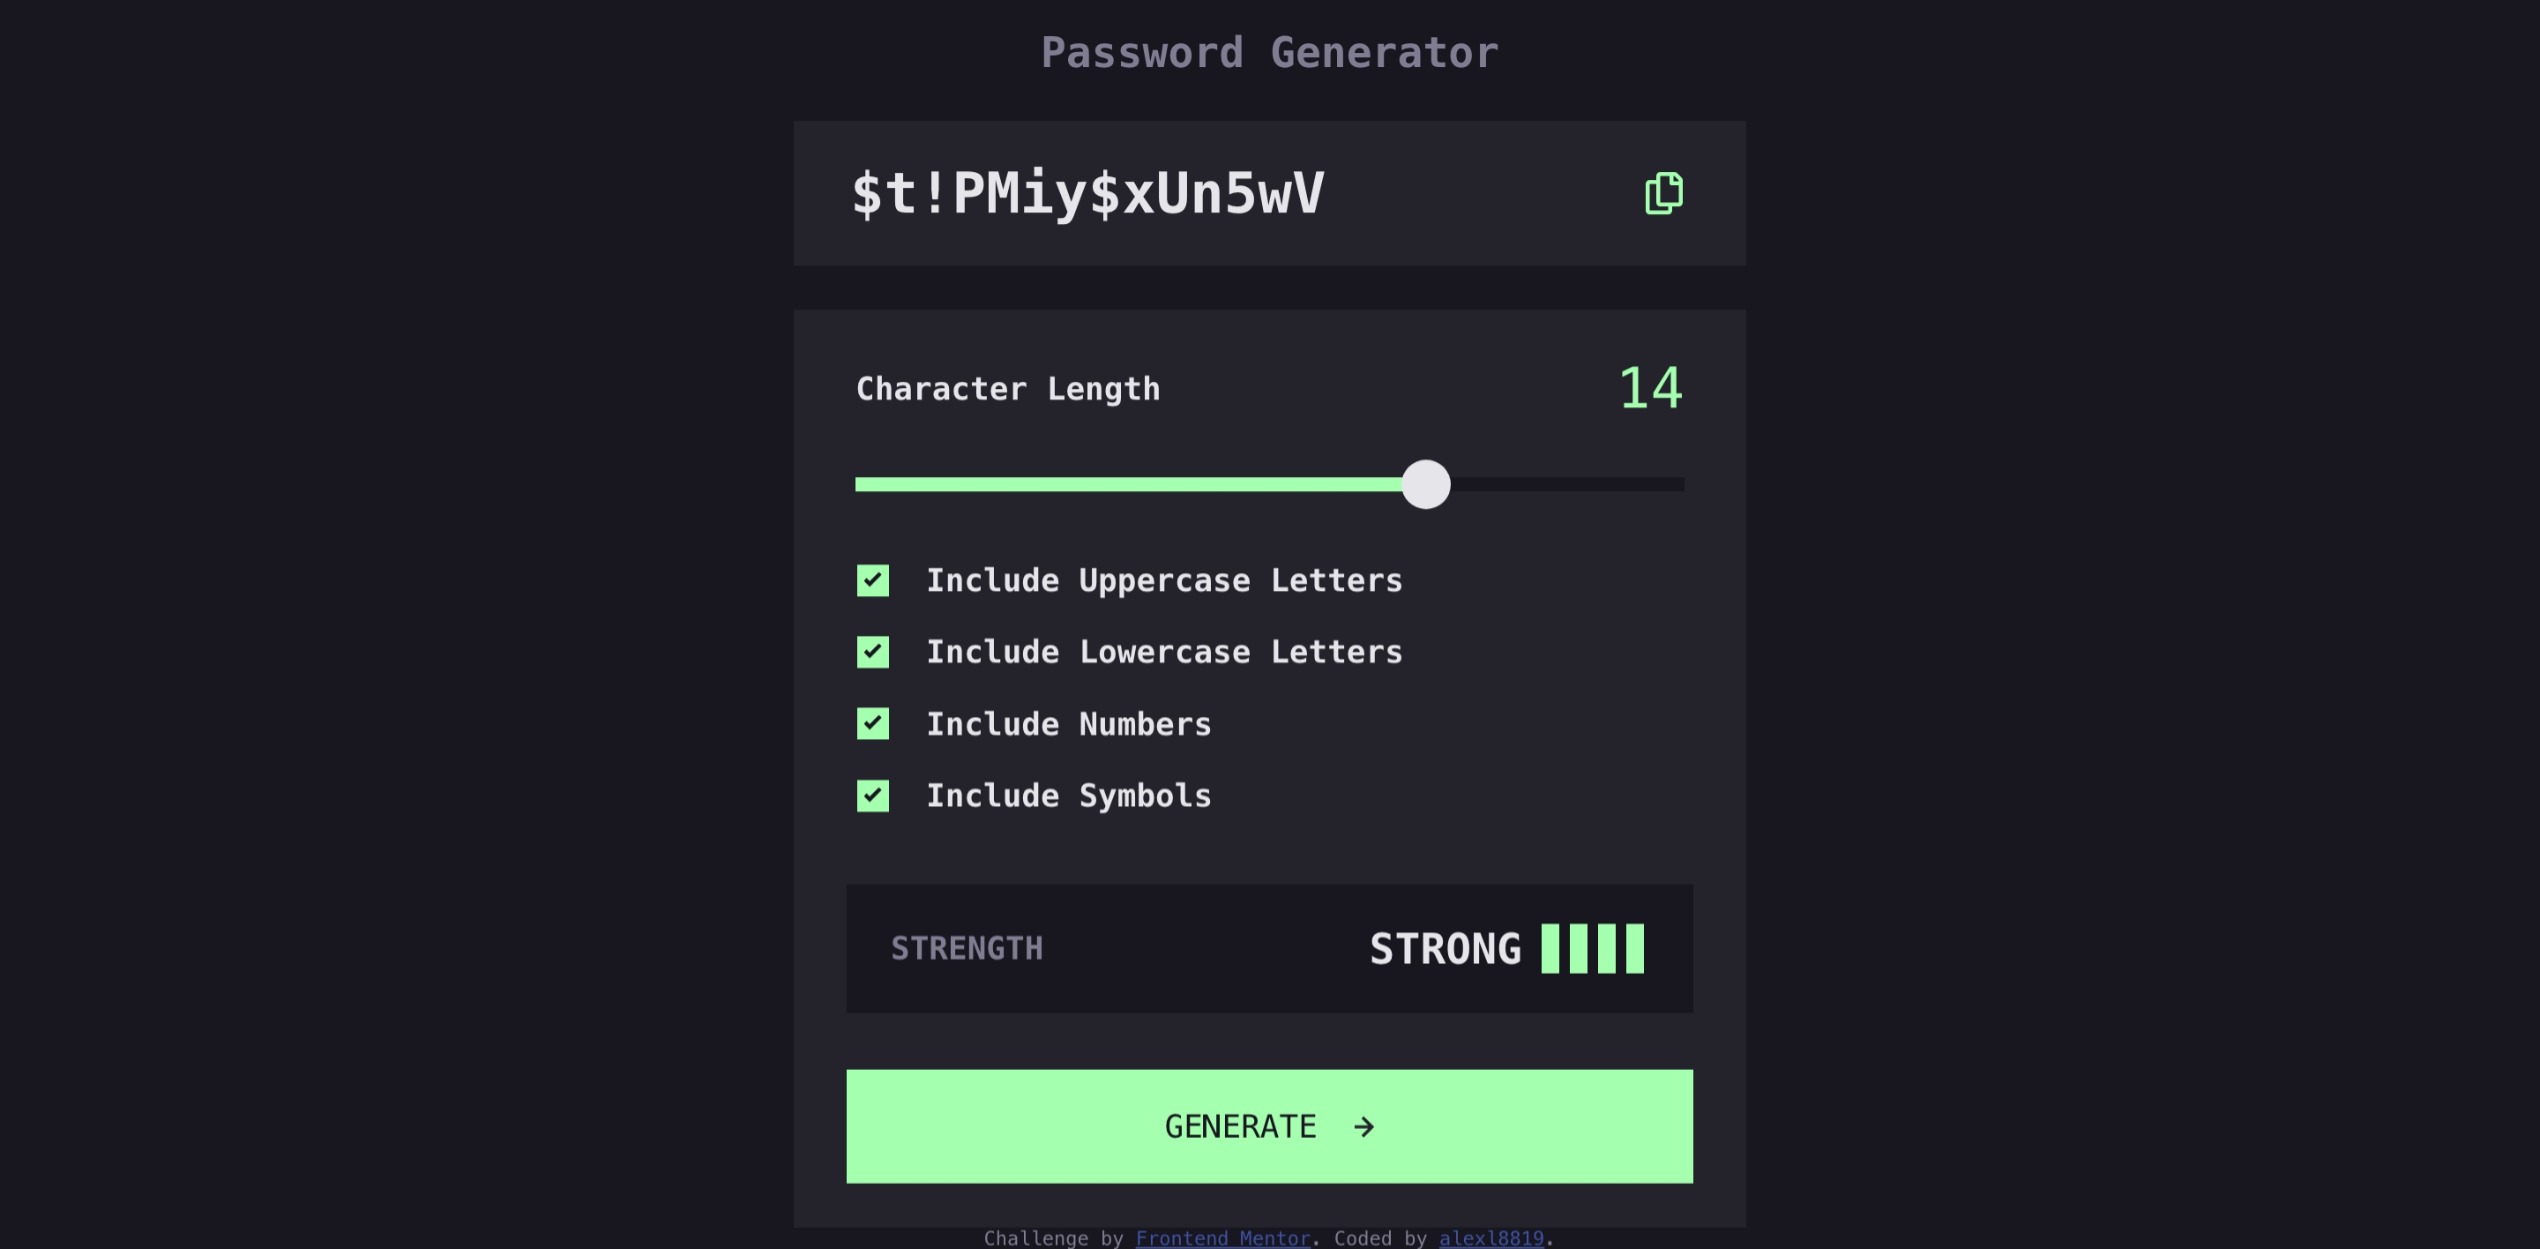 Password Generator
$t!PMiy$xUn5wV
Character Length 14
Include Uppercase Letters
Include Lowercase Letters
Include Numbers
Include Symbols
STRENGTH STRONG
GENERATE →
Challenge by Frontend Mentor. Coded by alexl8819.